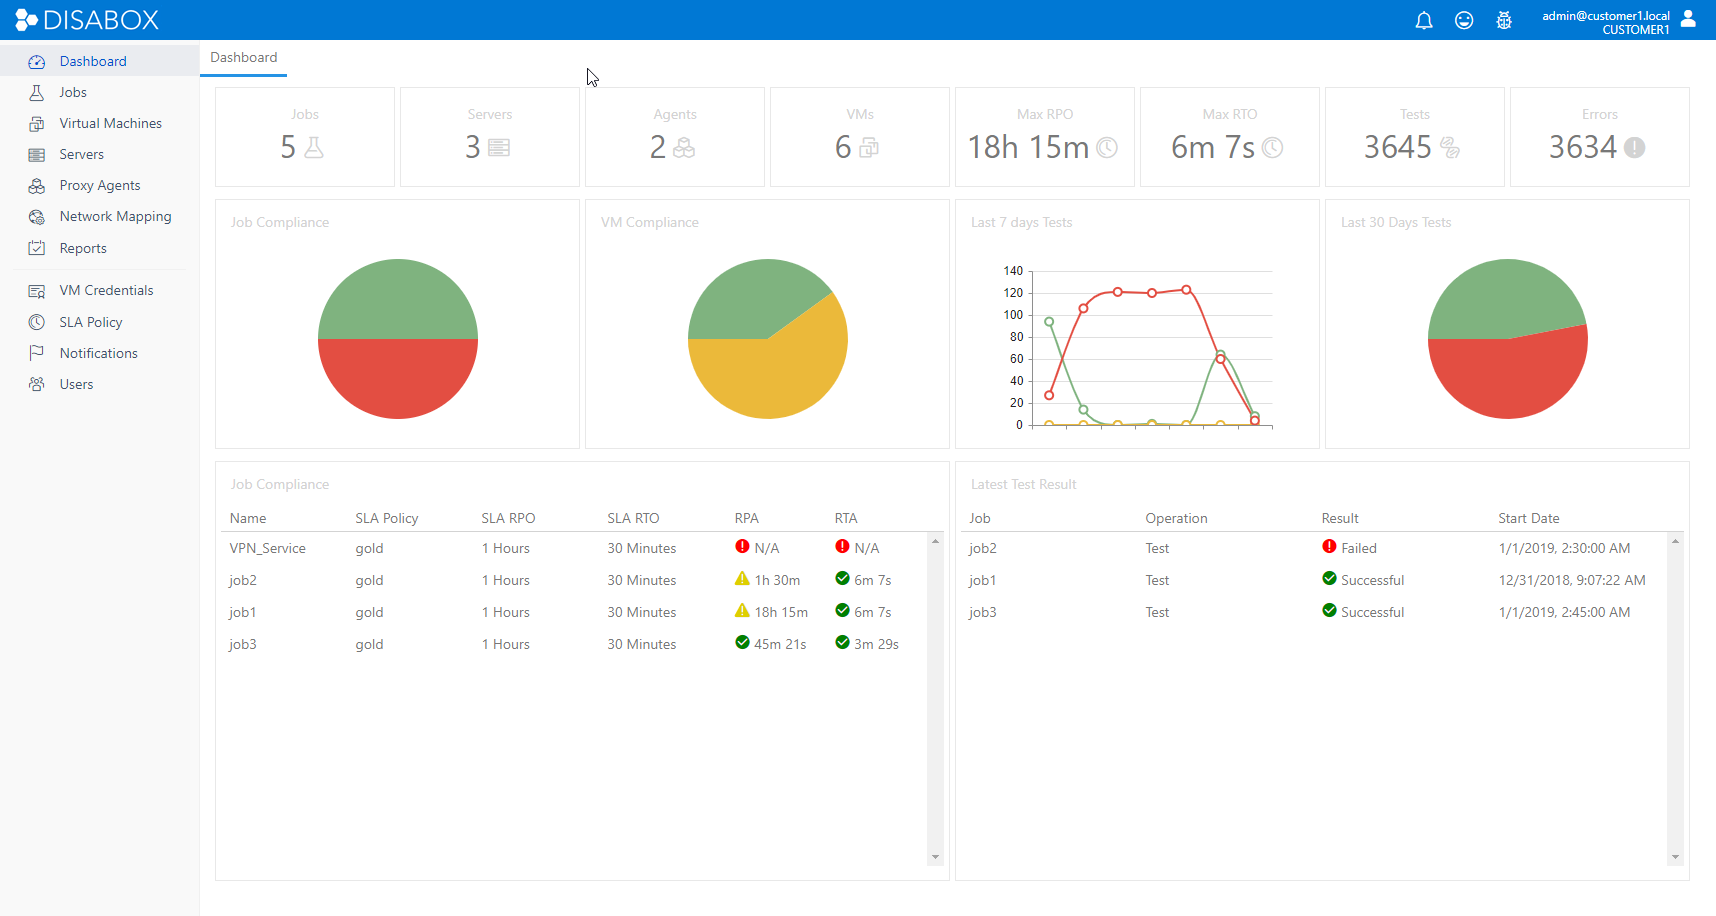 DISABOX
admin@customer1.local
CUSTOMER1
Dashboard
Jobs
Virtual Machines
Servers
Proxy Agents
Network Mapping
Reports
VM Credentials
SLA Policy
Notifications
Users
Dashboard
Jobs
5
Servers
3
Agents
2
VMs
6
Max RPO
18h 15m
Max RTO
6m 7s
Tests
3645
Errors
3634
Job Compliance
VM Compliance
Last 7 days Tests
140
120
100
80
60
40
20
0
Last 30 Days Tests
Job Compliance
Name SLA Policy SLA RPO SLA RTO RPA RTA
VPN_Service gold 1 Hours 30 Minutes N/A N/A
job2 gold 1 Hours 30 Minutes 1h 30m 6m 7s
job1 gold 1 Hours 30 Minutes 18h 15m 6m 7s
job3 gold 1 Hours 30 Minutes 45m 21s 3m 29s
Latest Test Result
Job Operation Result Start Date
job2 Test Failed 1/1/2019, 2:30:00 AM
job1 Test Successful 12/31/2018, 9:07:22 AM
job3 Test Successful 1/1/2019, 2:45:00 AM